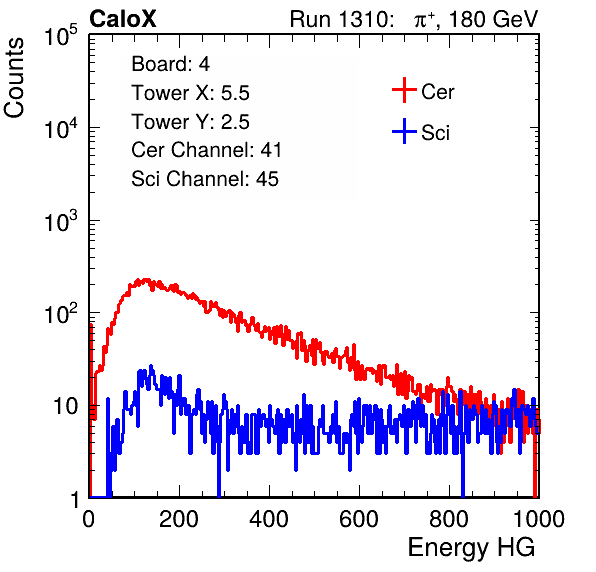 CaloX Run 1310: π⁺, 180 GeV
Counts
10⁵
10⁴
10³
10²
10
1
Board: 4
Tower X: 5.5
Tower Y: 2.5
Cer Channel: 41
Sci Channel: 45
Cer
Sci
0 200 400 600 800 1000
Energy HG